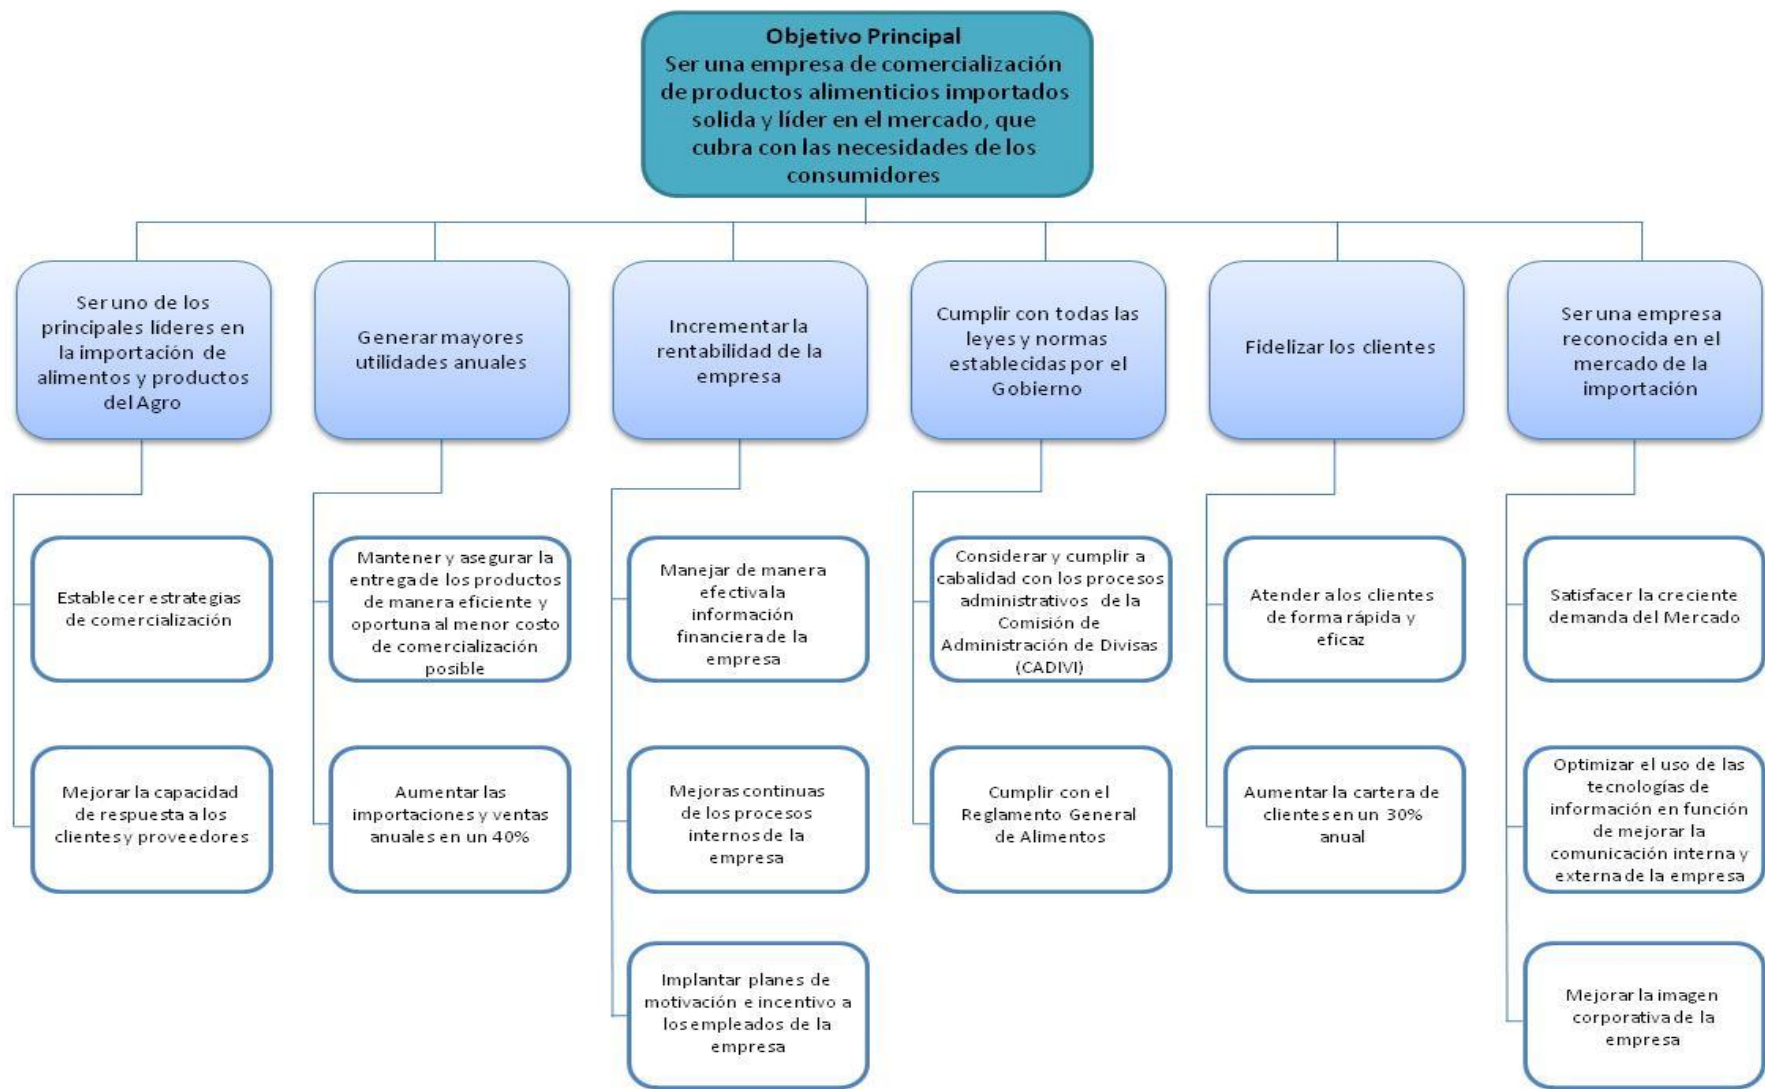 Objetivo Principal
Ser una empresa de comercialización
de productos alimenticios importados
solida y líder en el mercado, que
cubra con las necesidades de los
consumidores
Ser uno de los
principales líderes en
la importación de
alimentos y productos
del Agro
Generar mayores
utilidades anuales
Incrementar la
rentabilidad de la
empresa
Cumplir con todas las
leyes y normas
establecidas por el
Gobierno
Fidelizar los clientes
Ser una empresa
reconocida en el
mercado de la
importación
Establecer estrategias
de comercialización
Mantener y asegurar la
entrega de los productos
de manera eficiente y
oportuna al menor costo
de comercialización
posible
Manejar de manera
efectiva la
información
financiera de la
empresa
Considerar y cumplir a
cabalidad con los procesos
administrativos de la
Comisión de
Administración de Divisas
(CADIVI)
Atender a los clientes
de forma rápida y
eficaz
Satisfacer la creciente
demanda del Mercado
Mejorar la capacidad
de respuesta a los
clientes y proveedores
Aumentar las
importaciones y ventas
anuales en un 40%
Mejoras continuas
de los procesos
internos de la
empresa
Cumplir con el
Reglamento General
de Alimentos
Aumentar la cartera de
clientes en un 30%
anual
Optimizar el uso de las
tecnologías de
información en función
de mejorar la
comunicación interna y
externa de la empresa
Implantar planes de
motivación e incentivo a
los empleados de la
empresa
Mejorar la imagen
corporativa de la
empresa